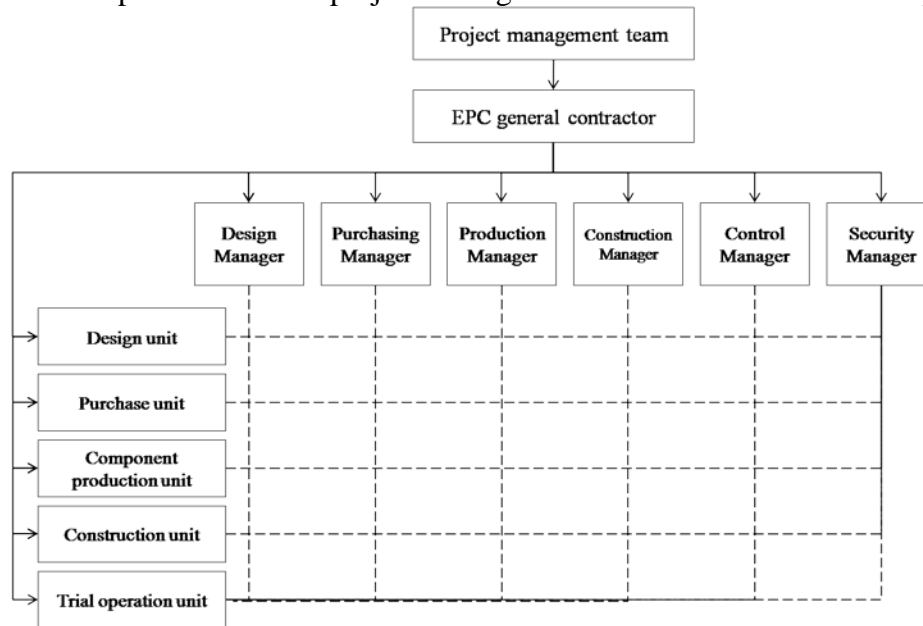 Project management team
EPC general contractor
Design
Manager
Purchasing
Manager
Production
Manager
Construction
Manager
Control
Manager
Security
Manager
Design unit
Purchase unit
Component
production unit
Construction unit
Trial operation unit